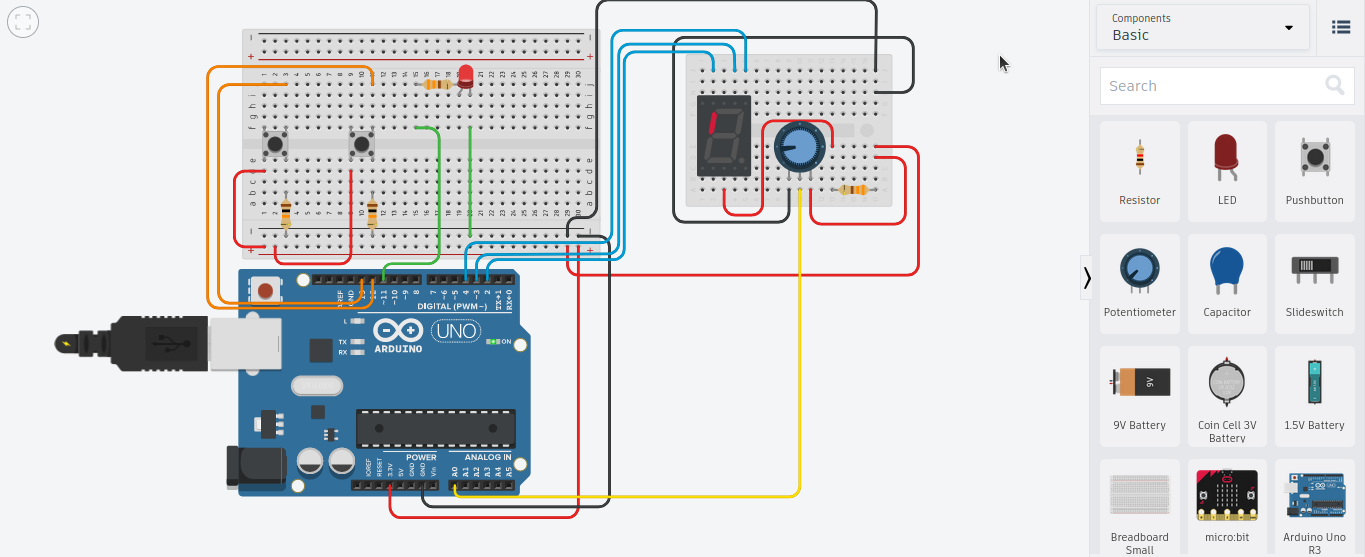 Components
Basic
Search
Resistor
LED
Pushbutton
Potentiometer
Capacitor
Slideswitch
9V
9V Battery
Coin Cell 3V
Battery
1.5V Battery
Breadboard
Small
micro:bit
Arduino Uno
R3
AREF
GND
~11
~10
~9
8
7
~6
~5
4
~3
2
TX→1
RX←0
DIGITAL (PWM~)
L
TX
RX
UNO
ON
ARDUINO
POWER
ANALOG IN
IOREF
RESET
3.3V
5V
GND
GND
Vin
A0
A1
A2
A3
A4
A5